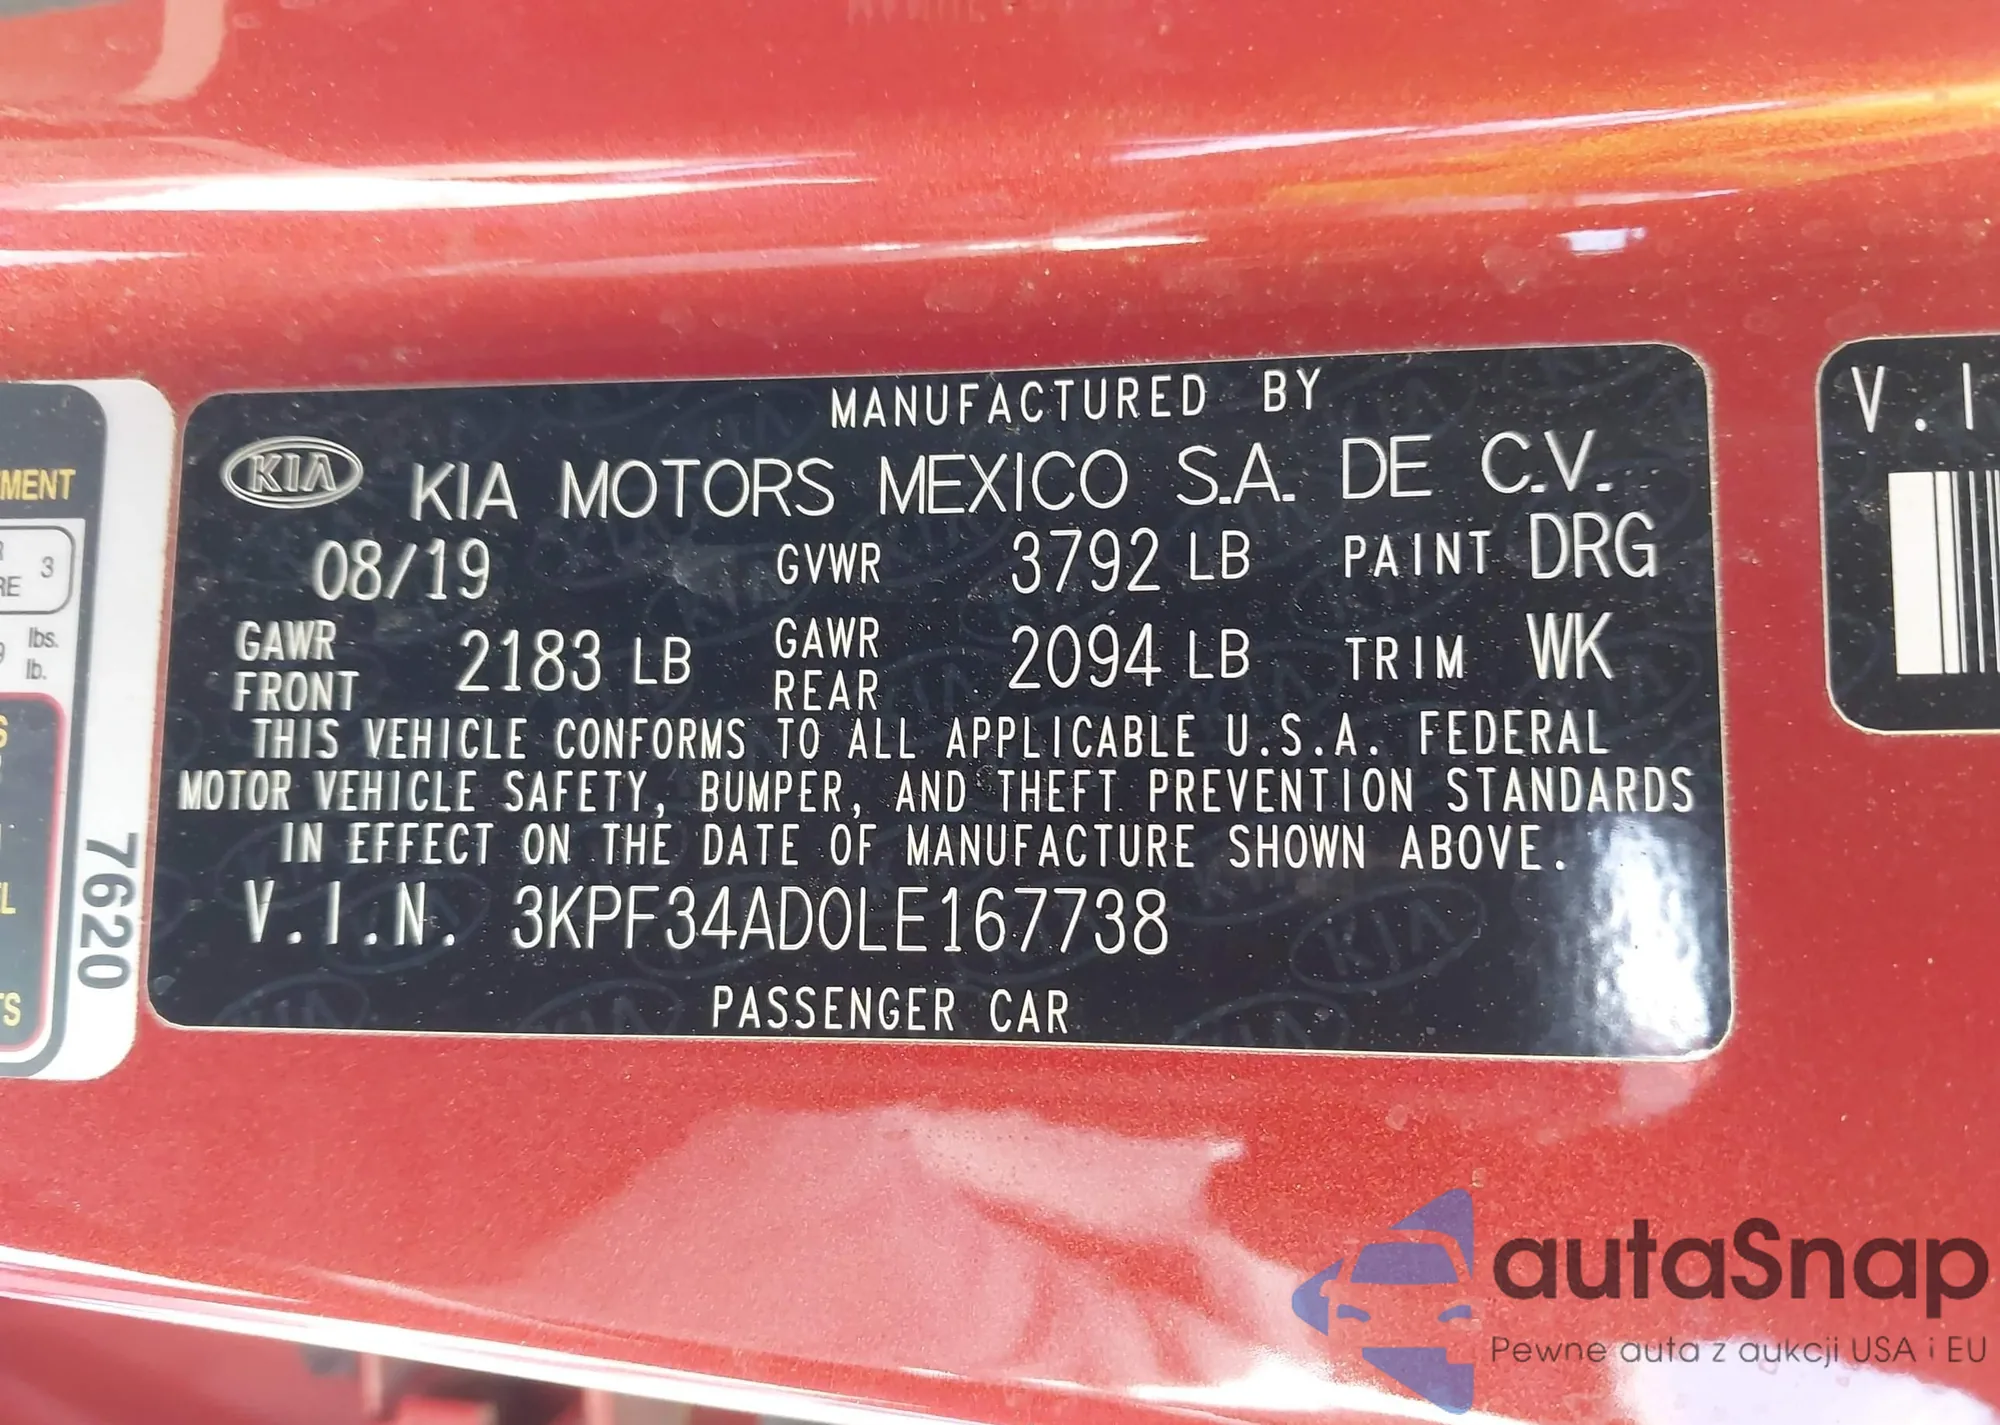 MANUFACTURED BY
KIA KIA MOTORS MEXICO S.A. DE C.V.
08/19 GVWR 3792 LB PAINT DRG
GAWR FRONT 2183 LB GAWR REAR 2094 LB TRIM WK
THIS VEHICLE CONFORMS TO ALL APPLICABLE U.S.A. FEDERAL
MOTOR VEHICLE SAFETY, BUMPER, AND THEFT PREVENTION STANDARDS
IN EFFECT ON THE DATE OF MANUFACTURE SHOWN ABOVE.
V.I.N. 3KPF34AD0LE167738
PASSENGER CAR
MENT
3
RE
lbs.
lb.
7620
TS
V.I
autaSnap
Pewne auta z aukcji USA i EU